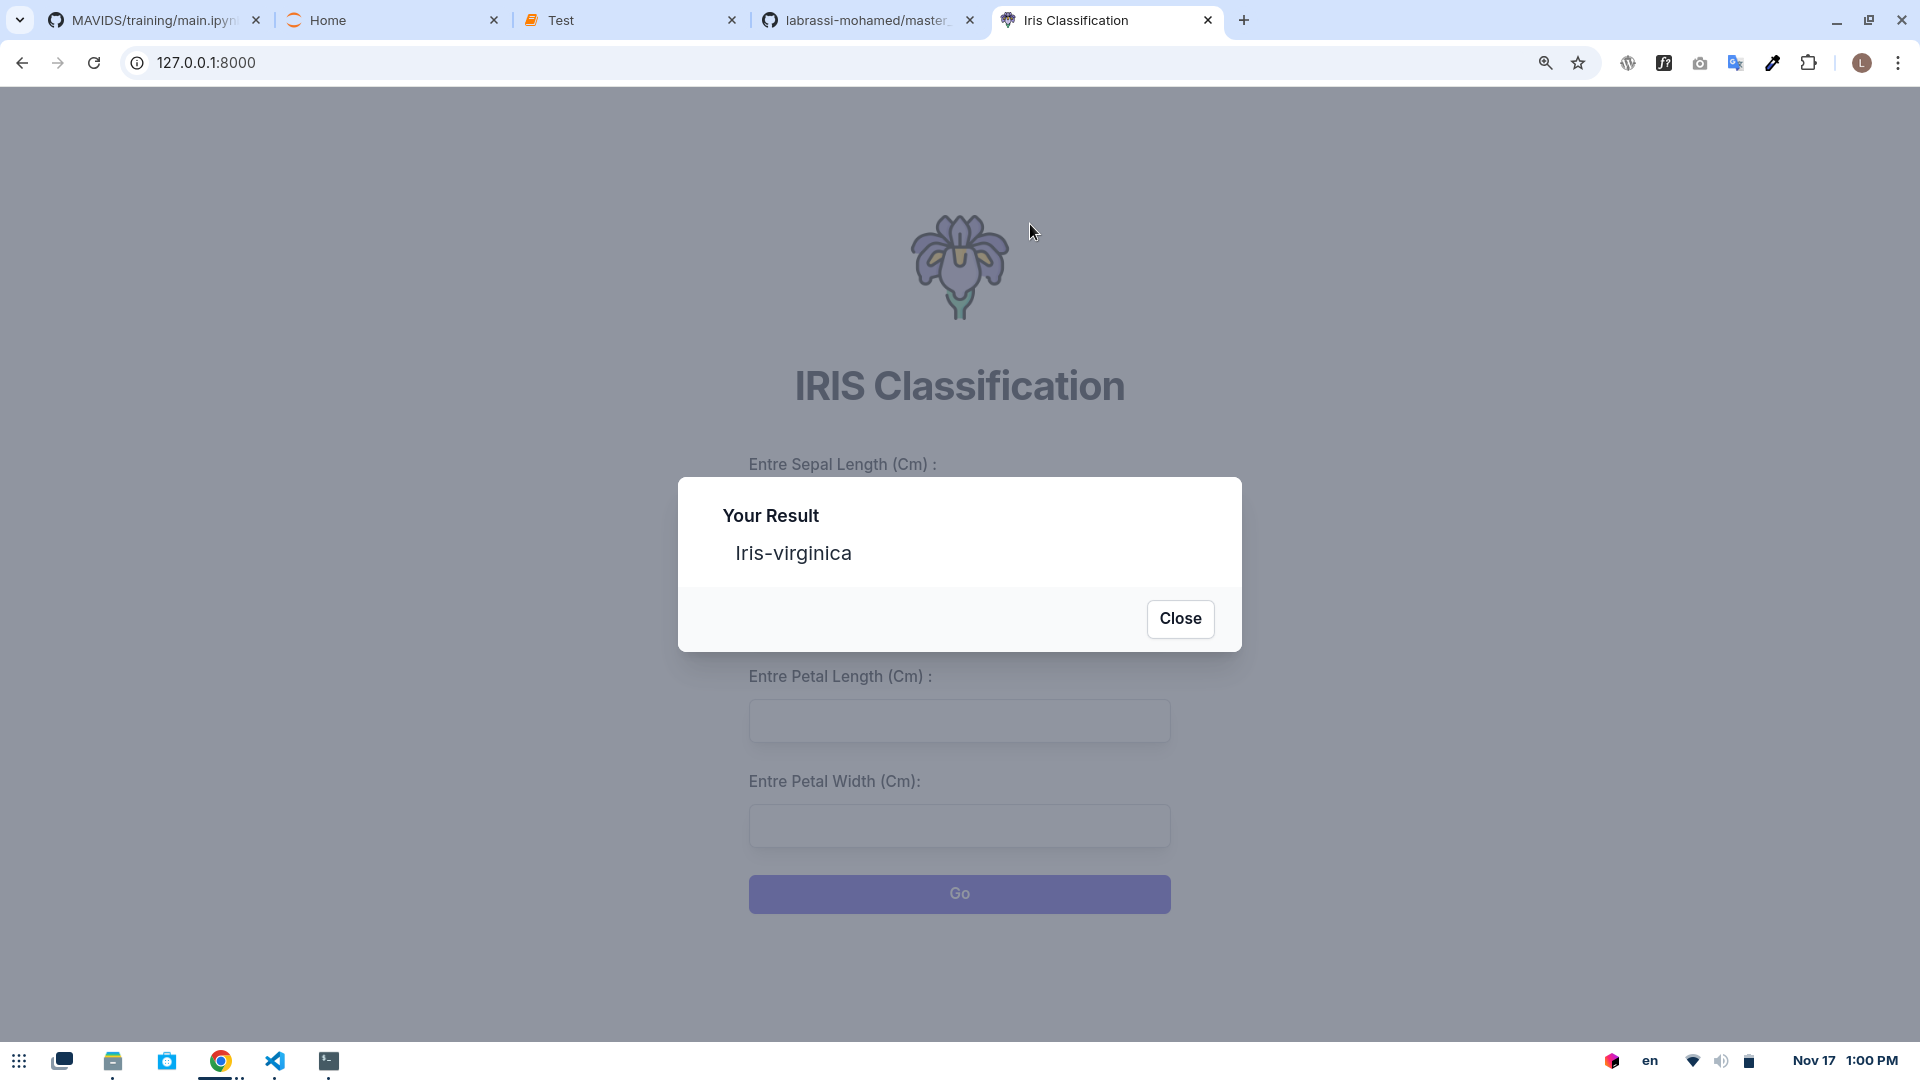 MAVIDS/training/main.ipyn
Home
Test
labrassi-mohamed/master_
Iris Classification
127.0.0.1:8000
f?
G
L
IRIS Classification
Entre Sepal Length (Cm) :
Your Result
Iris-virginica
Close
Entre Petal Length (Cm) :
Entre Petal Width (Cm):
Go
en
Nov 17 1:00 PM